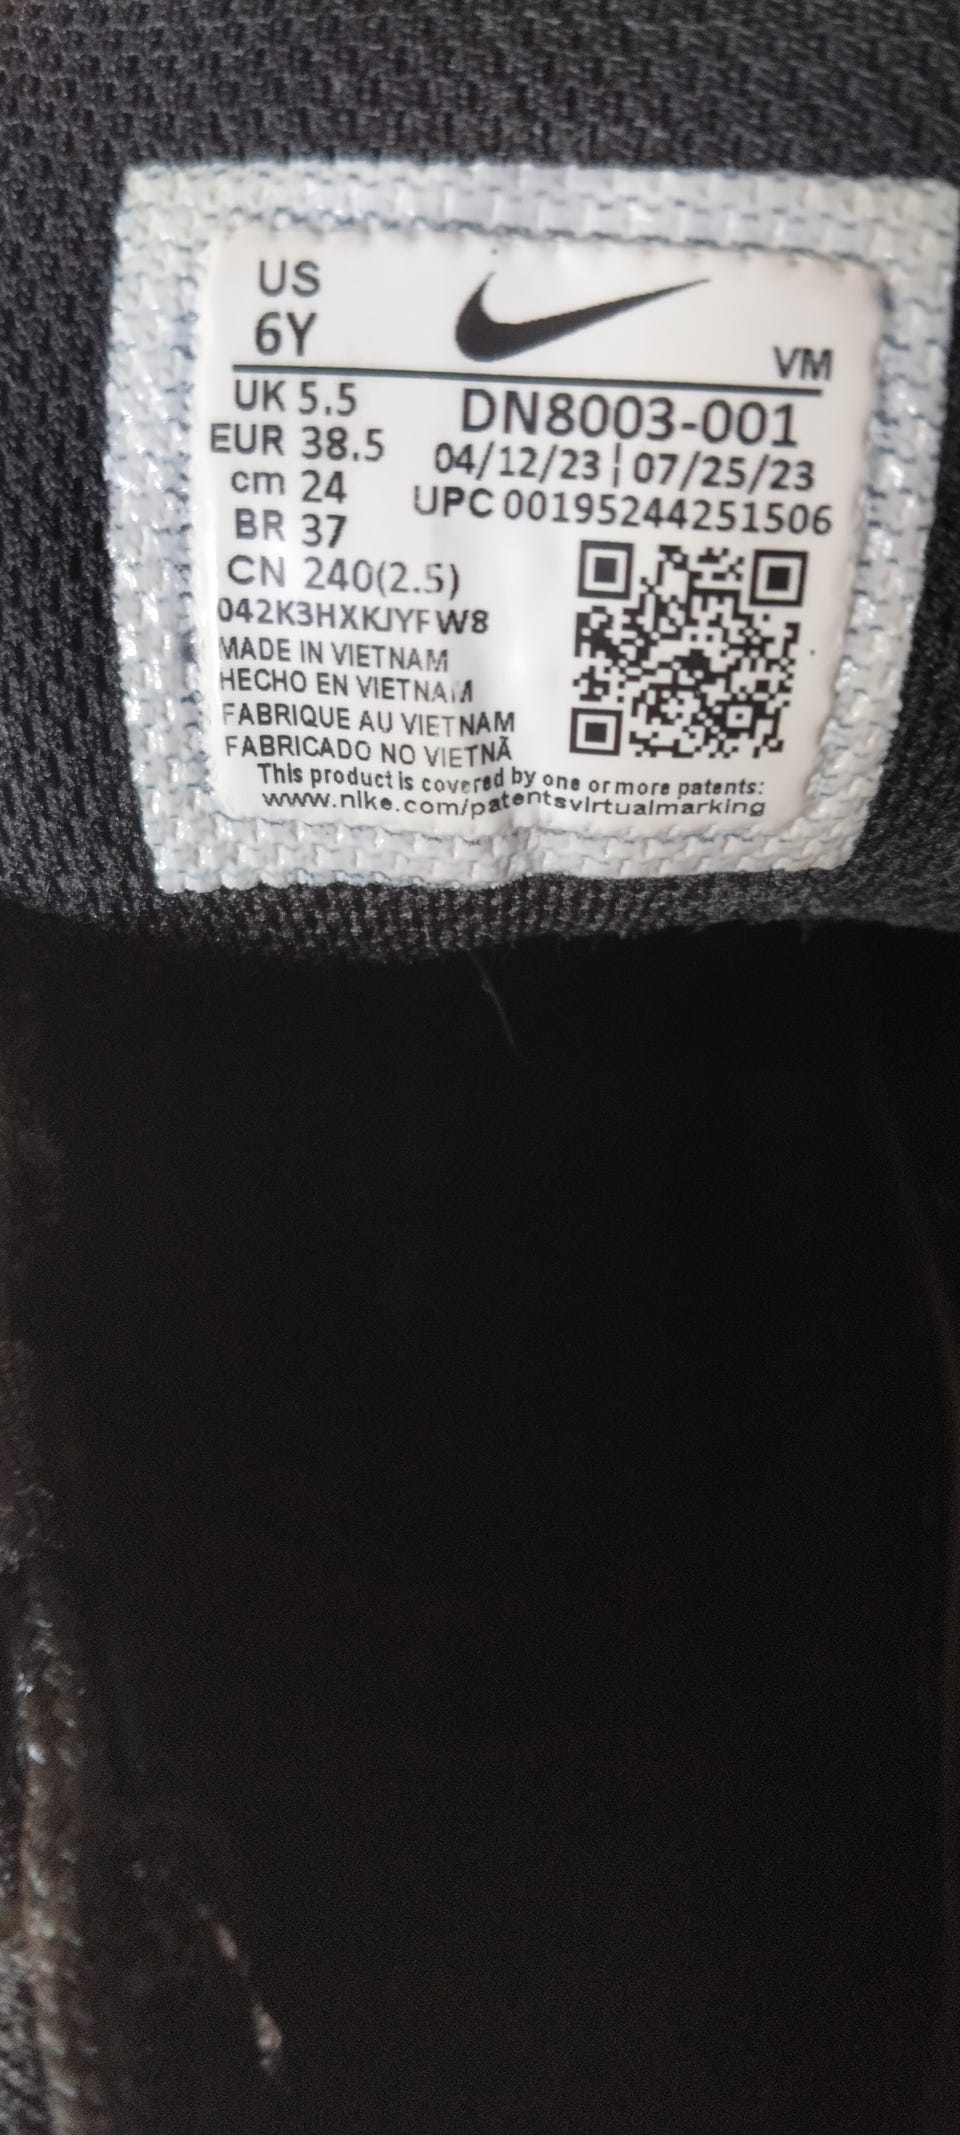 US
6Y
VM
UK 5.5
EUR 38.5
cm 24
BR 37
CN 240(2.5)
DN8003-001
04/12/23 | 07/25/23
UPC 00195244251506
042K3HXKJYFW8
MADE IN VIETNAM
HECHO EN VIETNAM
FABRIQUE AU VIETNAM
FABRICADO NO VIETNÃ
This product is covered by one or more patents:
www.nike.com/patentsvirtualmarking